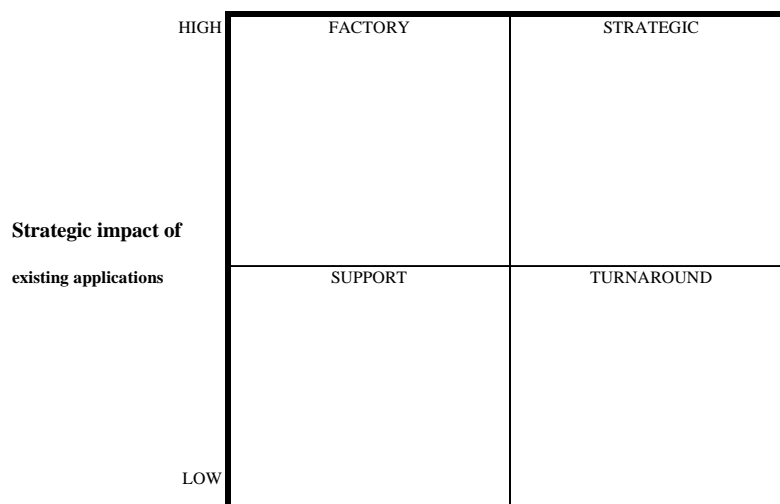 HIGH FACTORY STRATEGIC
Strategic impact of
existing applications SUPPORT TURNAROUND
LOW